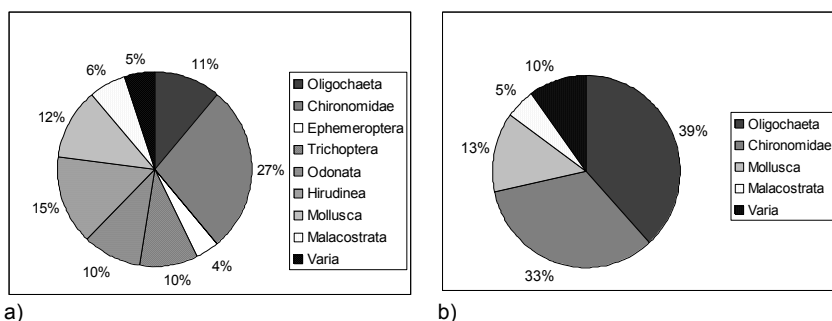 5%
11%
6%
12%
27%
15%
10%
10%
4%
Oligochaeta
Chironomidae
Ephemeroptera
Trichoptera
Odonata
Hirudinea
Mollusca
Malacostrata
Varia
a)
10%
5%
39%
13%
33%
Oligochaeta
Chironomidae
Mollusca
Malacostrata
Varia
b)